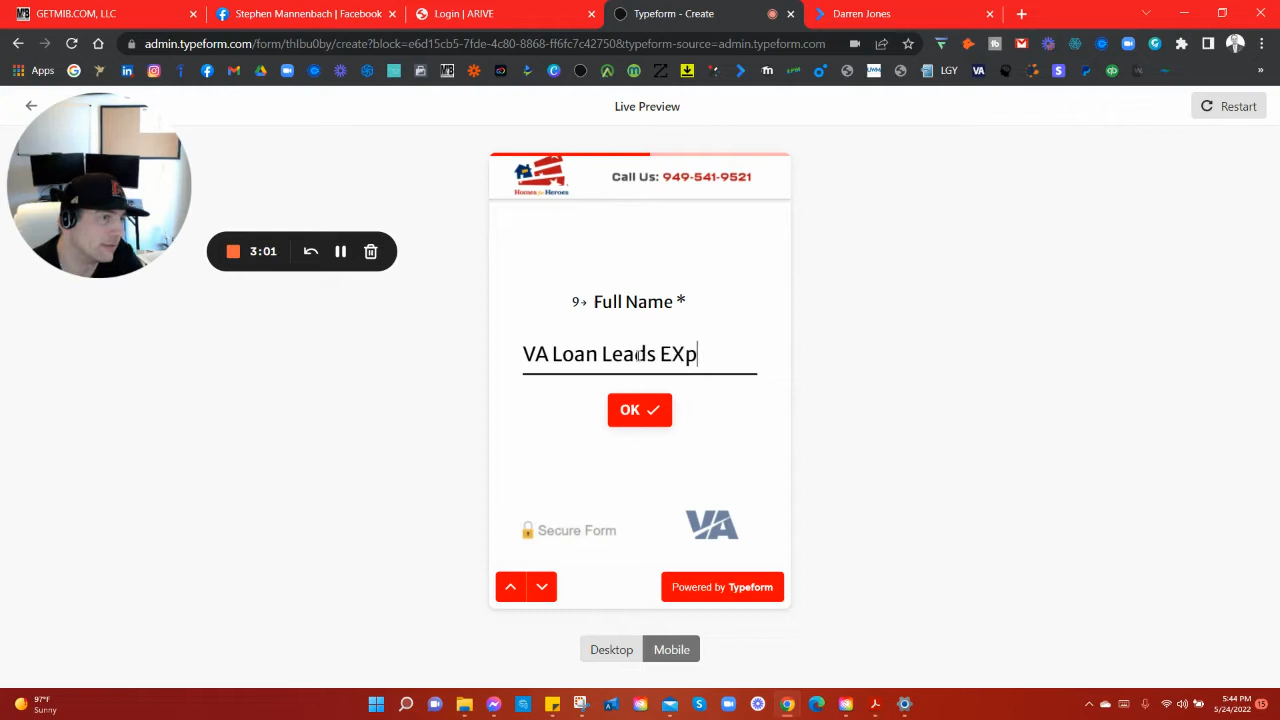 GETMIB.COM, LLC
Stephen Mannenbach | Facebook
Login | ARIVE
Typeform - Create
Darren Jones
admin.typeform.com/form/thIbu0by/create?block=e6d15cb5-7fde-4c80-8868-ff6fc7c42750&typeform-source=admin.typeform.com
Apps
LGY
Live Preview
Restart
Homes for Heroes
Call Us: 949-541-9521
3:01
9 Full Name *
VA Loan Leads EXp
OK
Secure Form
VA
Powered by Typeform
Desktop
Mobile
97°F
Sunny
5:44 PM
5/24/2022
15